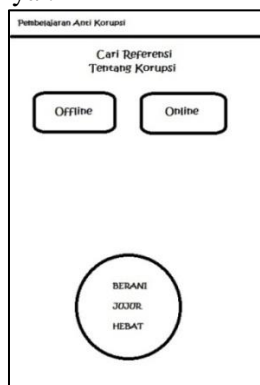 Pembelajaran Anti Korupsi
Cari Referensi
Tentang Korupsi
Offline
Online
BERANI
JUJUR
HEBAT